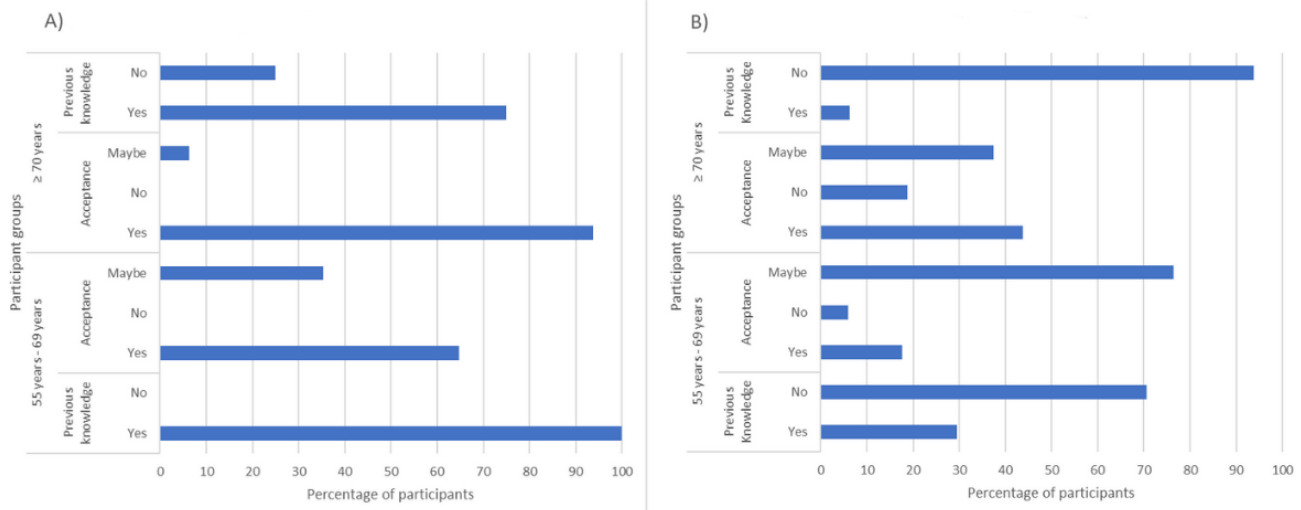 A)
Participant groups
≥ 70 years
Previous knowledge
No
Yes
Acceptance
Maybe
No
Yes
55 years - 69 years
Acceptance
Maybe
No
Yes
Previous knowledge
No
Yes
0 10 20 30 40 50 60 70 80 90 100
Percentage of participants
B)
Participant groups
≥ 70 years
Previous Knowledge
No
Yes
Acceptance
Maybe
No
Yes
55 years - 69 years
Acceptance
Maybe
No
Yes
Previous Knowledge
No
Yes
0 10 20 30 40 50 60 70 80 90 100
Percentage of participants